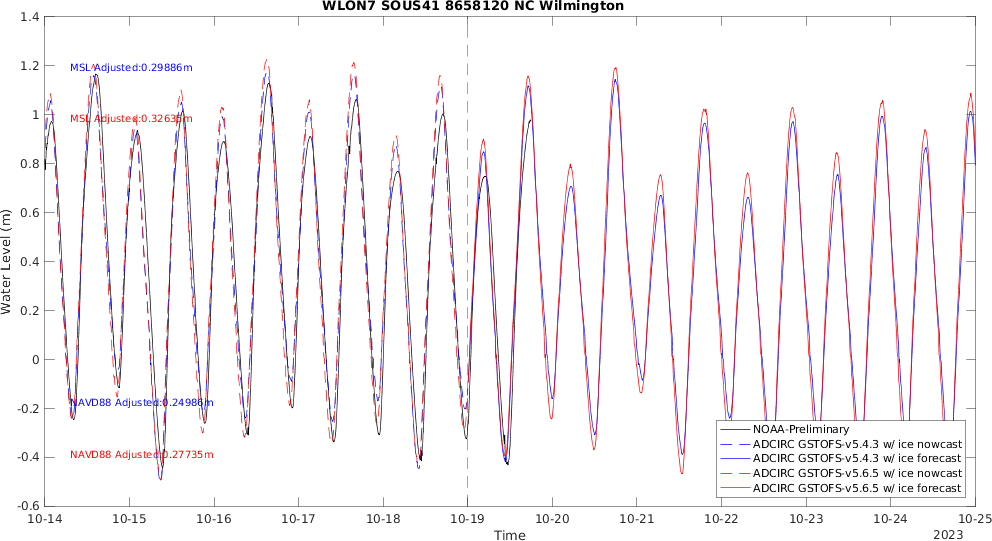 WLON7 SOUS41 8658120 NC Wilmington
1.4
1.2
1
0.8
0.6
0.4
0.2
0
-0.2
-0.4
-0.6
Water Level (m)
MSL Adjusted:0.29886m
MSL Adjusted:0.32635m
NAVD88 Adjusted:0.24986m
NAVD88 Adjusted:0.27735m
NOAA-Preliminary
ADCIRC GSTOFS-v5.4.3 w/ ice nowcast
ADCIRC GSTOFS-v5.4.3 w/ ice forecast
ADCIRC GSTOFS-v5.6.5 w/ ice nowcast
ADCIRC GSTOFS-v5.6.5 w/ ice forecast
10-14 10-15 10-16 10-17 10-18 10-19 10-20 10-21 10-22 10-23 10-24 10-25
Time
2023